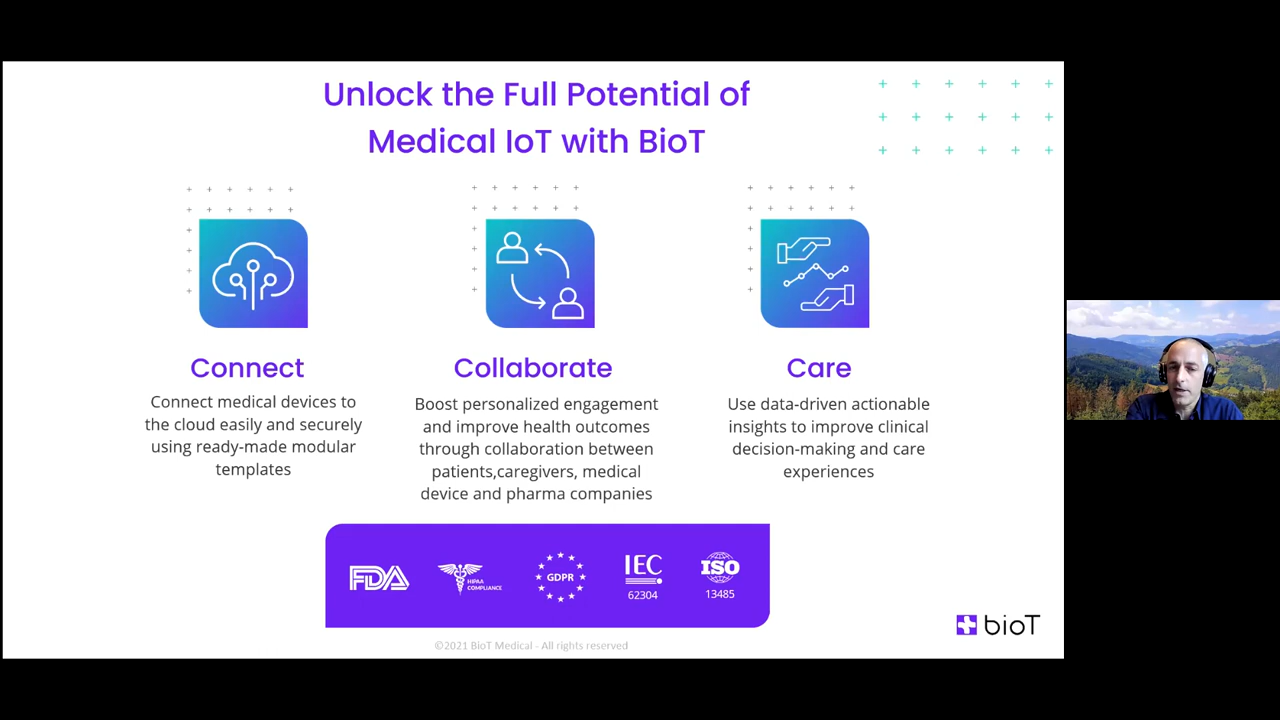 Unlock the Full Potential of
Medical IoT with BioT
Connect
Connect medical devices to
the cloud easily and securely
using ready-made modular
templates
Collaborate
Boost personalized engagement
and improve health outcomes
through collaboration between
patients,caregivers, medical
device and pharma companies
Care
Use data-driven actionable
insights to improve clinical
decision-making and care
experiences
FDA
HIPAA
COMPLIANCE
GDPR
IEC
62304
ISO
13485
©2021 BioT Medical - All rights reserved
bioT